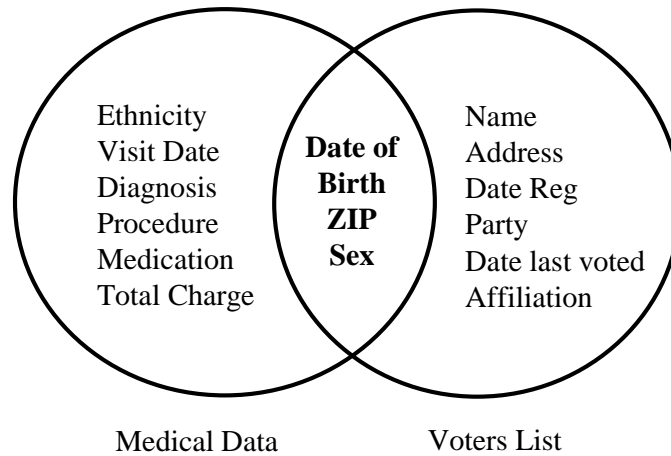 Ethnicity
Visit Date
Diagnosis
Procedure
Medication
Total Charge
Date of
Birth
ZIP
Sex
Name
Address
Date Reg
Party
Date last voted
Affiliation
Medical Data
Voters List